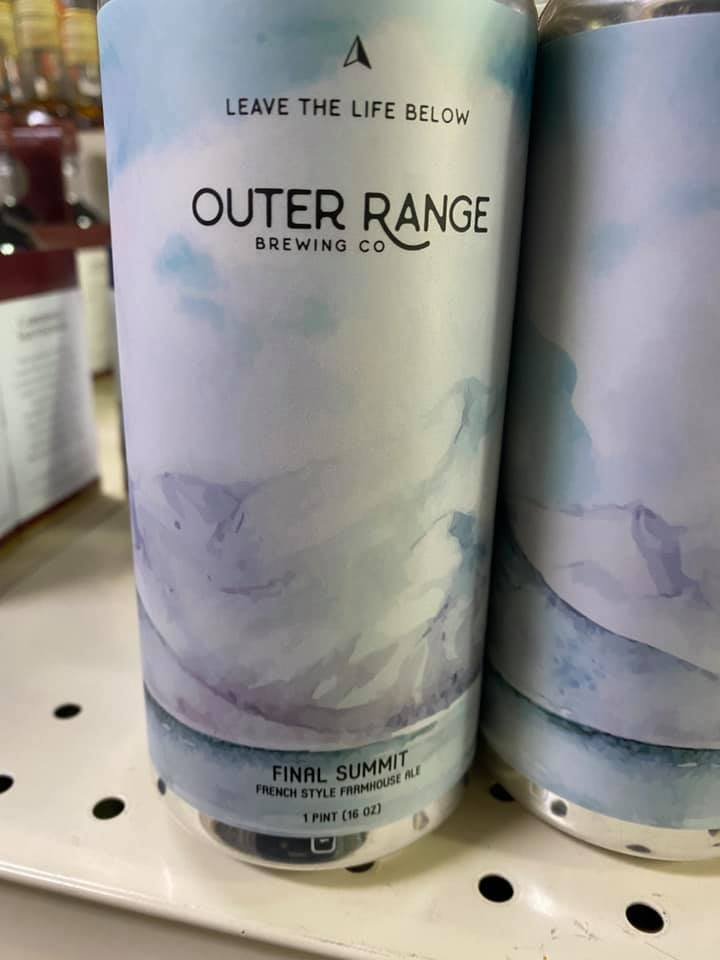 LEAVE THE LIFE BELOW
OUTER RANGE
BREWING CO
FINAL SUMMIT
FRENCH STYLE FARMHOUSE ALE
1 PINT (16 OZ)